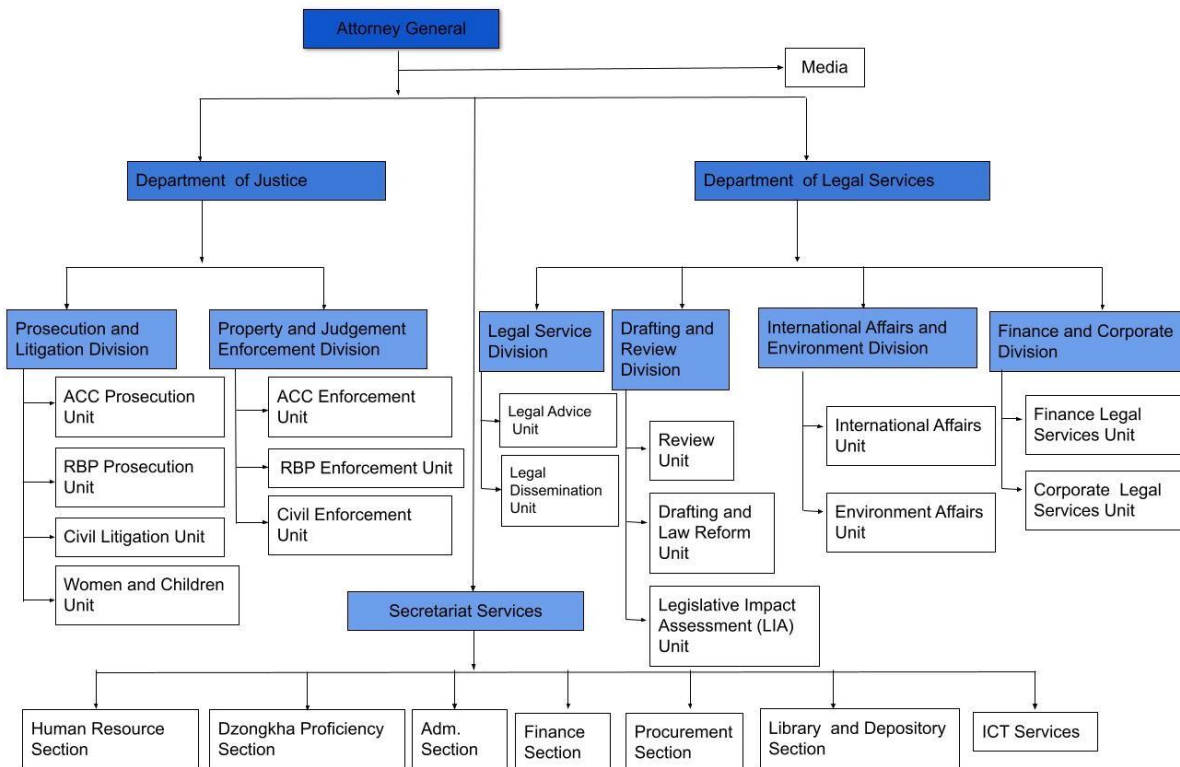 Attorney General
Media
Department of Justice
Department of Legal Services
Prosecution and
Litigation Division
Property and Judgement
Enforcement Division
Legal Service
Division
Drafting and
Review
Division
International Affairs and
Environment Division
Finance and Corporate
Division
ACC Prosecution
Unit
RBP Prosecution
Unit
Civil Litigation Unit
Women and Children
Unit
ACC Enforcement
Unit
RBP Enforcement Unit
Civil Enforcement
Unit
Legal Advice
Unit
Legal
Dissemination
Unit
Review
Unit
Drafting and
Law Reform
Unit
Legislative Impact
Assessment (LIA)
Unit
International Affairs
Unit
Environment Affairs
Unit
Finance Legal
Services Unit
Corporate Legal
Services Unit
Secretariat Services
Human Resource
Section
Dzongkha Proficiency
Section
Adm.
Section
Finance
Section
Procurement
Section
Library and Depository
Section
ICT Services